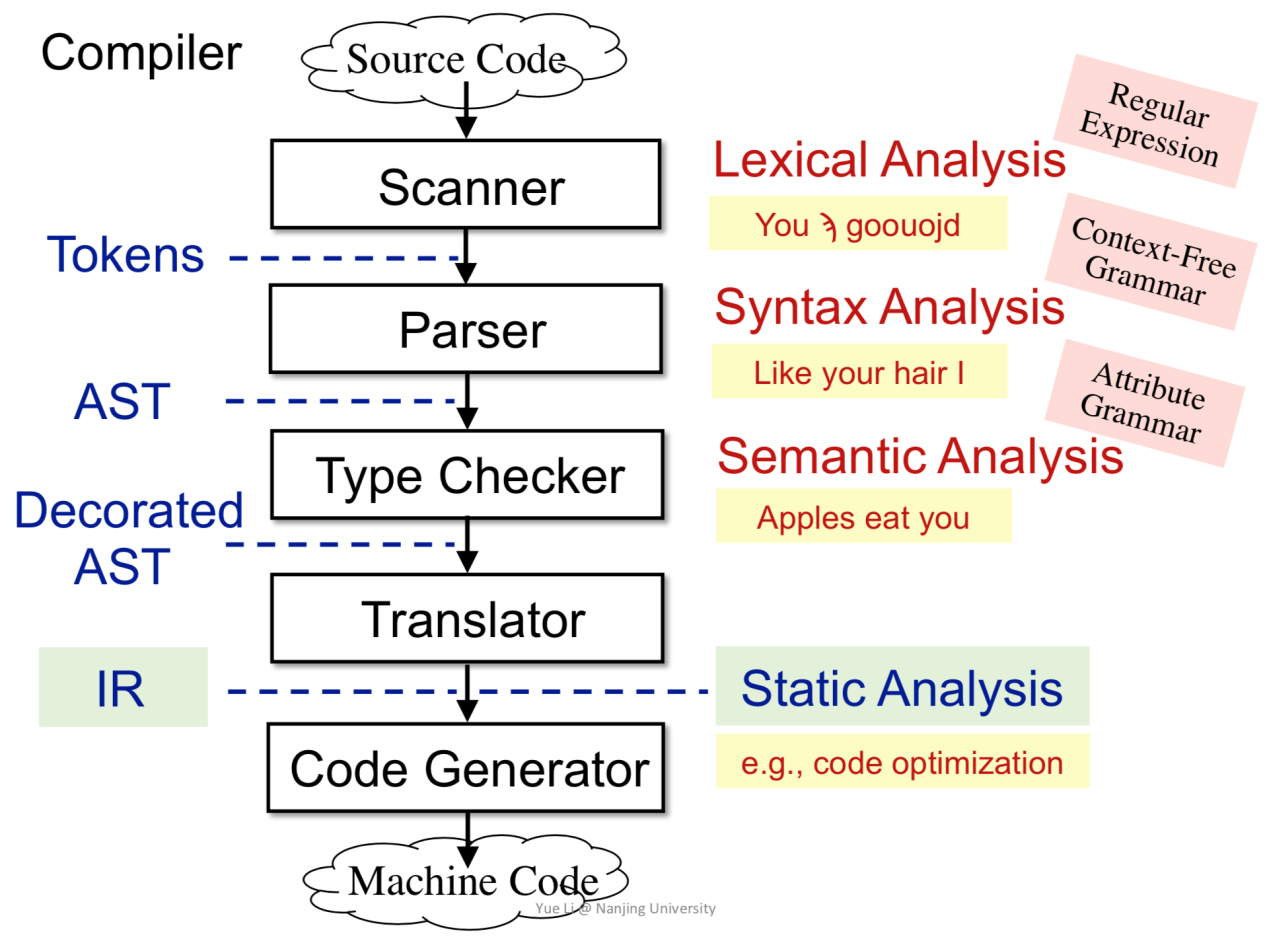 Compiler
Source Code
Regular
Expression
Scanner
Lexical Analysis
You ϡ goouojd
Tokens
Context-Free
Grammar
Parser
Syntax Analysis
Like your hair I
AST
Attribute
Grammar
Type Checker
Semantic Analysis
Apples eat you
Decorated
AST
Translator
IR
Static Analysis
Code Generator
e.g., code optimization
Machine Code
Yue Li @ Nanjing University